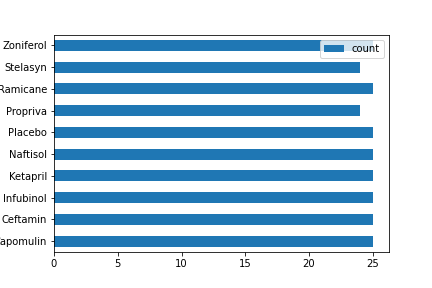 Zoniferol
count
Stelasyn
Ramicane
Propriva
Placebo
Naftisol
Ketapril
Infubinol
Ceftamin
apomulin
0 5 10 15 20 25